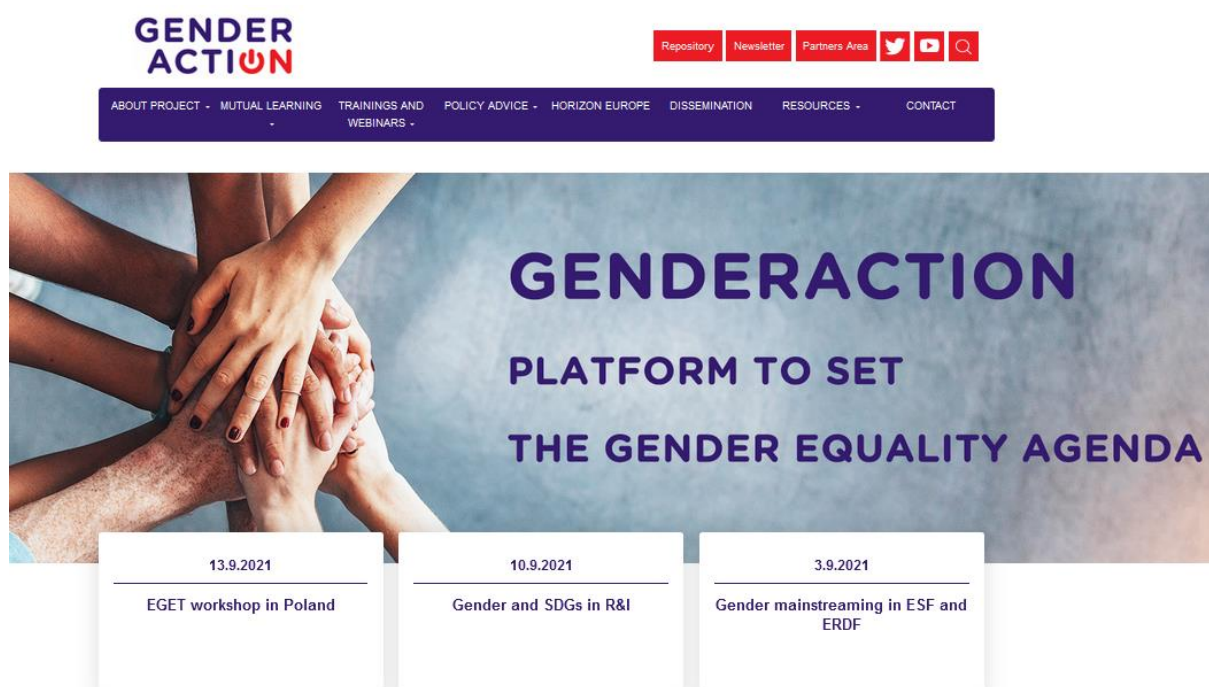 GENDER
ACTION
Repository Newsletter Partners Area
ABOUT PROJECT MUTUAL LEARNING TRAININGS AND WEBINARS POLICY ADVICE HORIZON EUROPE DISSEMINATION RESOURCES CONTACT
GENDERACTION
PLATFORM TO SET
THE GENDER EQUALITY AGENDA
13.9.2021
EGET workshop in Poland
10.9.2021
Gender and SDGs in R&I
3.9.2021
Gender mainstreaming in ESF and
ERDF